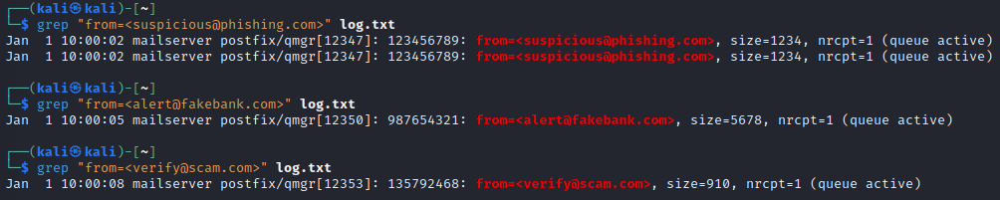 ┌──(kali㉿kali)-[~]
└─$ grep "from=<suspicious@phishing.com>" log.txt
Jan  1 10:00:02 mailserver postfix/qmgr[12347]: 123456789: from=<suspicious@phishing.com>, size=1234, nrcpt=1 (queue active)
Jan  1 10:00:02 mailserver postfix/qmgr[12347]: 123456789: from=<suspicious@phishing.com>, size=1234, nrcpt=1 (queue active)
┌──(kali㉿kali)-[~]
└─$ grep "from=<alert@fakebank.com>" log.txt
Jan  1 10:00:05 mailserver postfix/qmgr[12350]: 987654321: from=<alert@fakebank.com>, size=5678, nrcpt=1 (queue active)
┌──(kali㉿kali)-[~]
└─$ grep "from=<verify@scam.com>" log.txt
Jan  1 10:00:08 mailserver postfix/qmgr[12353]: 135792468: from=<verify@scam.com>, size=910, nrcpt=1 (queue active)